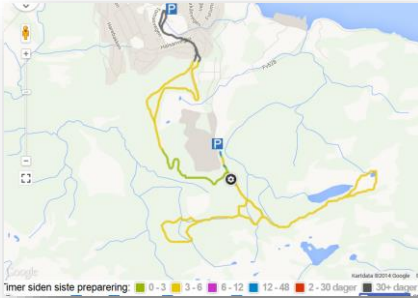 P
Fv828
P
Google
Kartdata ©2014 Google
Timer siden siste preparering: 0 - 3 3 - 6 6 - 12 12 - 48 2 - 30 dager 30+ dager